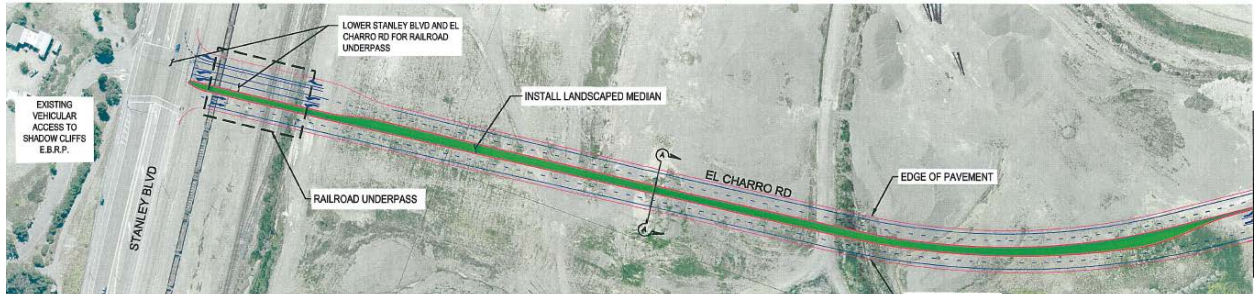 LOWER STANLEY BLVD AND EL
CHARRO RD FOR RAILROAD
UNDERPASS
EXISTING
VEHICULAR
ACCESS TO
SHADOW CLIFFS
E.B.R.P.
INSTALL LANDSCAPED MEDIAN
A
EL CHARRO RD
EDGE OF PAVEMENT
RAILROAD UNDERPASS
A
STANLEY BLVD